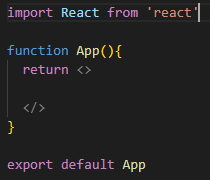 import React from 'react'
function App(){
return <>
</>
}
export default App